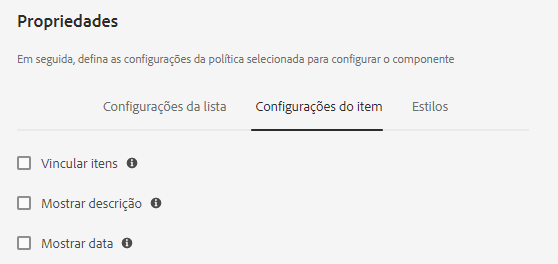 Propriedades
Em seguida, defina as configurações da política selecionada para configurar o componente
Configurações da lista Configurações do item Estilos
Vincular itens
Mostrar descrição
Mostrar data